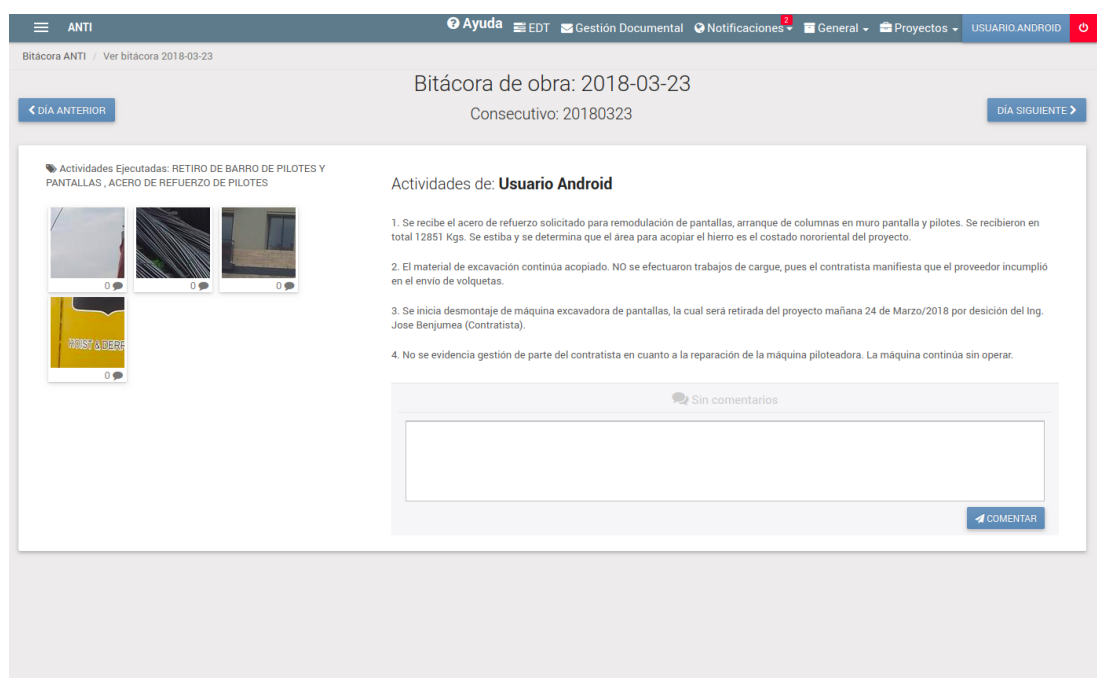 ANTI
Ayuda EDT Gestión Documental Notificaciones 2 General Proyectos USUARIO.ANDROID
Bitácora ANTI / Ver bitácora 2018-03-23
Bitácora de obra: 2018-03-23
DÍA ANTERIOR
Consecutivo: 20180323
DÍA SIGUIENTE
Actividades Ejecutadas: RETIRO DE BARRO DE PILOTES Y
PANTALLAS , ACERO DE REFUERZO DE PILOTES
0
0
0
HOIST & DERR
0
Actividades de: Usuario Android
1. Se recibe el acero de refuerzo solicitado para remodulación de pantallas, arranque de columnas en muro pantalla y pilotes. Se recibieron en
total 12851 Kgs. Se estiba y se determina que el área para acopiar el hierro es el costado nororiental del proyecto.
2. El material de excavación continúa acopiado. NO se efectuaron trabajos de cargue, pues el contratista manifiesta que el proveedor incumplió
en el envío de volquetas.
3. Se inicia desmontaje de máquina excavadora de pantallas, la cual será retirada del proyecto mañana 24 de Marzo/2018 por desición del Ing.
Jose Benjumea (Contratista).
4. No se evidencia gestión de parte del contratista en cuanto a la reparación de la máquina piloteadora. La máquina continúa sin operar.
Sin comentarios
COMENTAR